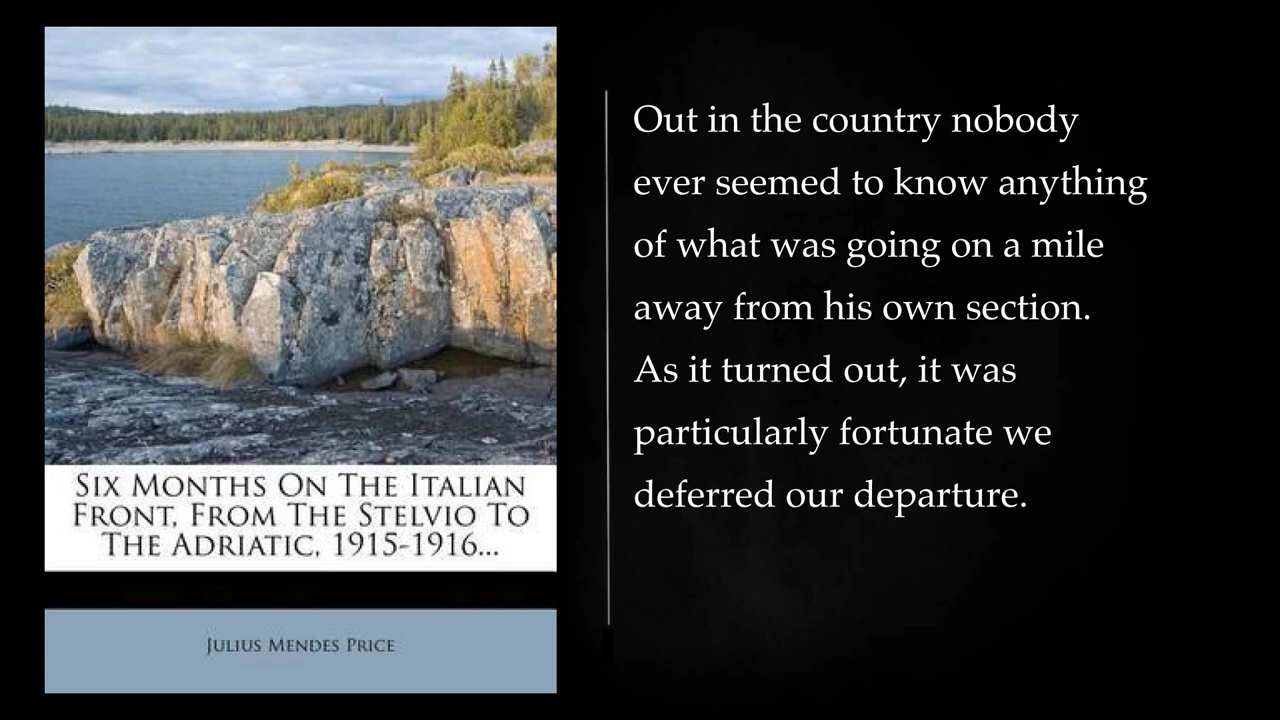 Six Months On The Italian
Front, From The Stelvio To
The Adriatic, 1915-1916...
Julius Mendes Price
Out in the country nobody
ever seemed to know anything
of what was going on a mile
away from his own section.
As it turned out, it was
particularly fortunate we
deferred our departure.